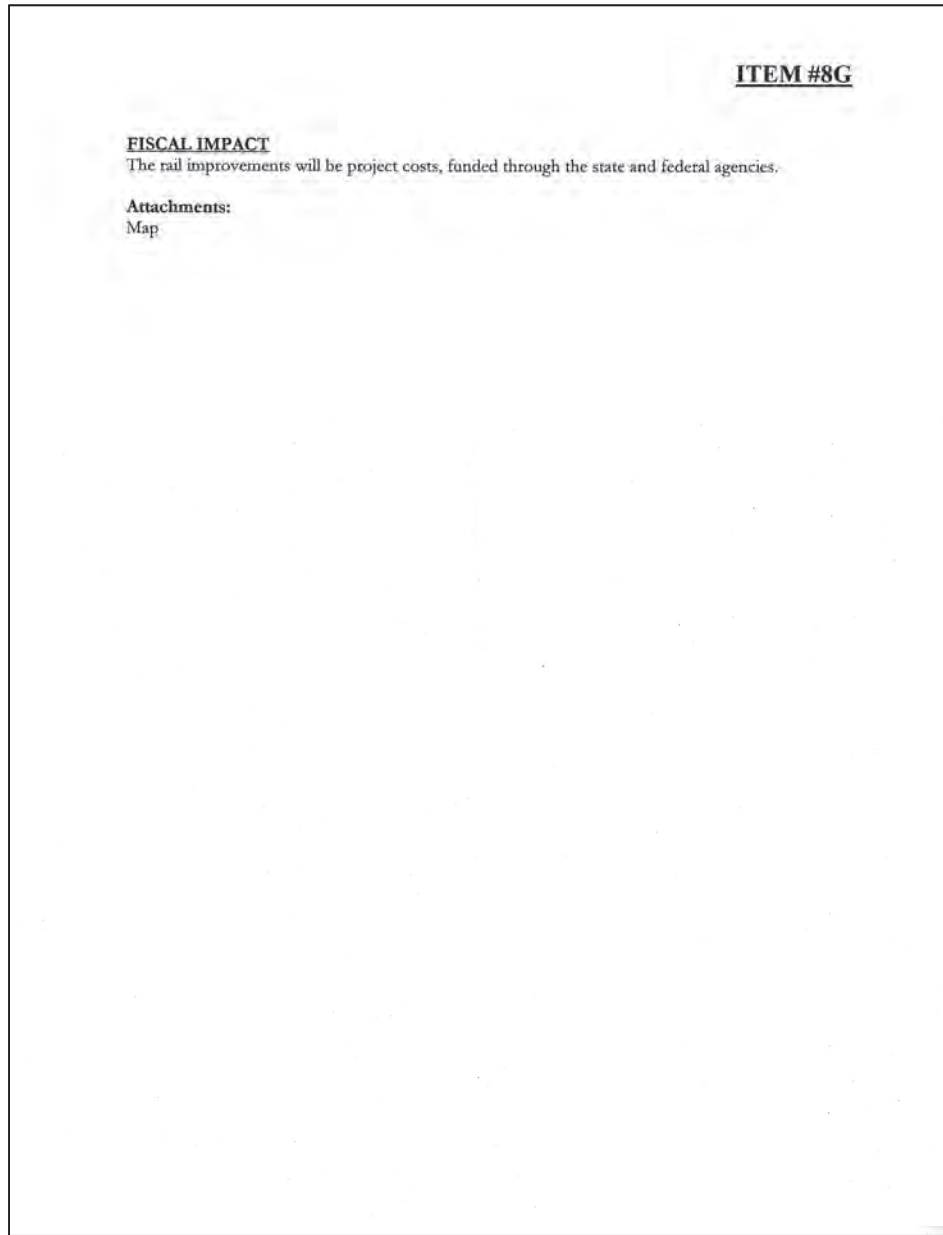 ITEM #8G
FISCAL IMPACT
The rail improvements will be project costs, funded through the state and federal agencies.
Attachments:
Map